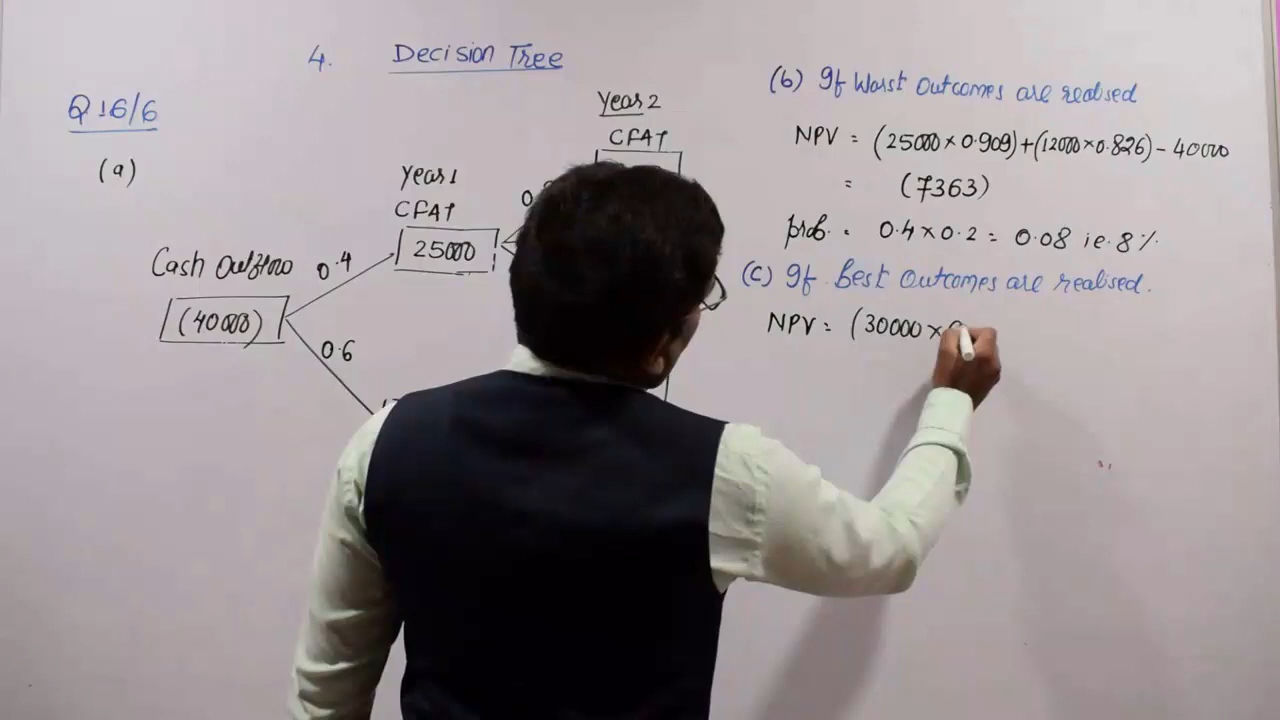 4. Decision Tree
Q 16/6
(a)
Cash Outflow
(40000)
0.4
0.6
Year 1
CFAT
25000
Year 2
CFAT
(b) If Worst Outcomes are realised
NPV = (25000 × 0.909) + (12000 × 0.826) - 40000
= (7363)
prob. = 0.4 × 0.2 = 0.08 i.e. 8%.
(C) If Best Outcomes are realised.
NPV = (30000 ×